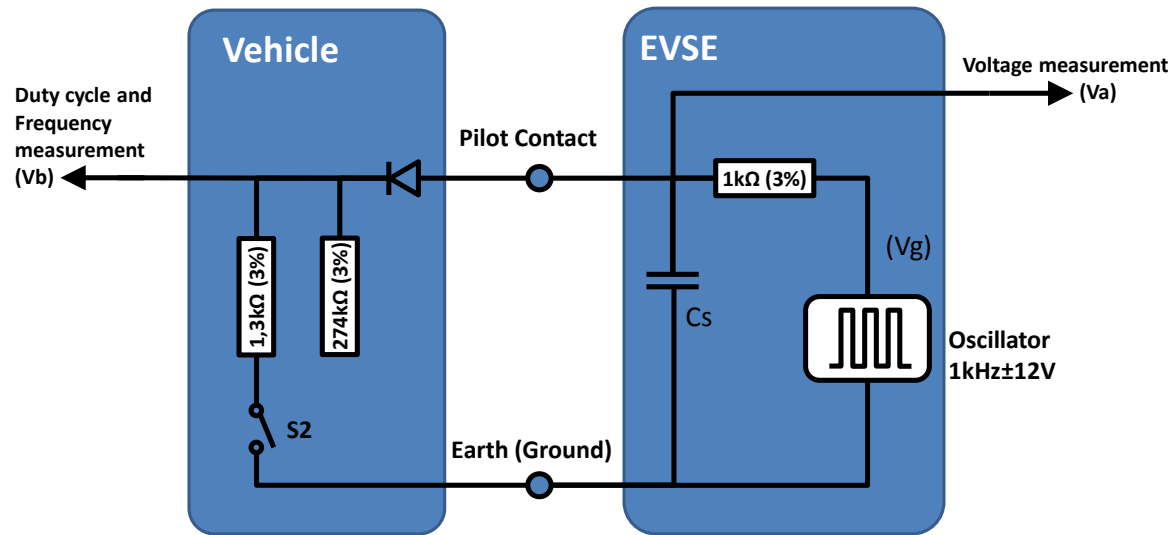 Vehicle
EVSE
Voltage measurement
(Va)
Duty cycle and
Frequency
measurement
(Vb)
Pilot Contact
1kΩ (3%)
1,3kΩ (3%)
274kΩ (3%)
(Vg)
Cs
Oscillator
1kHz±12V
S2
Earth (Ground)